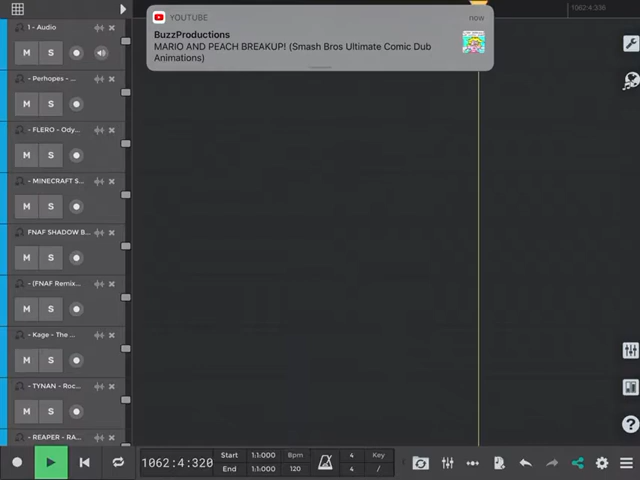 1 - Audio
YOUTUBE
now
BuzzProductions
MARIO AND PEACH BREAKUP! (Smash Bros Ultimate Comic Dub
Animations)
1062:4:336
M S
- Perhopes - ...
M S
- FLERO - Ody...
M S
- MINECRAFT S...
M S
FNAF SHADOW B...
M S
- (FNAF Remix...
M S
- Kage - The ...
M S
- TYNAN - Roc...
M S
- REAPER - RA...
1062:4:320
Start 1:1:000 Bpm 4 Key
End 1:1:000 120 4 /
?